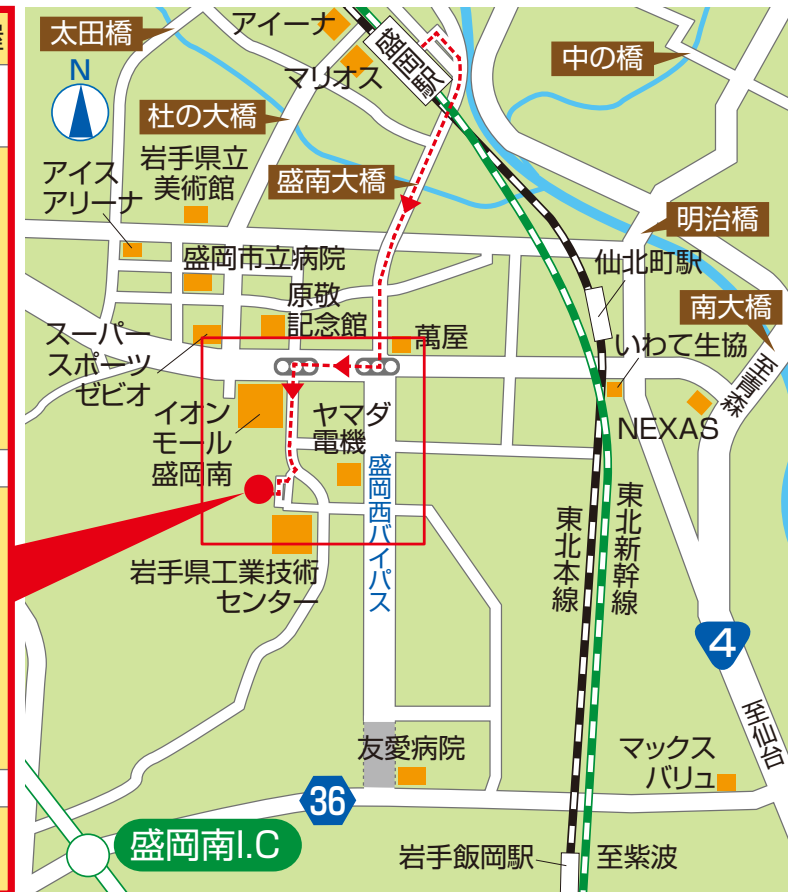 太田橋
アイーナ
マリオス
盛岡駅
中の橋
N
杜の大橋
岩手県立
美術館
アイス
アリーナ
盛南大橋
明治橋
盛岡市立病院
仙北町駅
原敬
記念館
南大橋
スーパー
スポーツ
ゼビオ
萬屋
いわて生協
至青森
イオン
モール
盛岡南
ヤマダ
電機
NEXAS
盛岡西バイパス
東北本線
東北新幹線
岩手県工業技術
センター
4
至仙台
友愛病院
マックス
バリュ
36
盛岡南I.C
岩手飯岡駅
至紫波